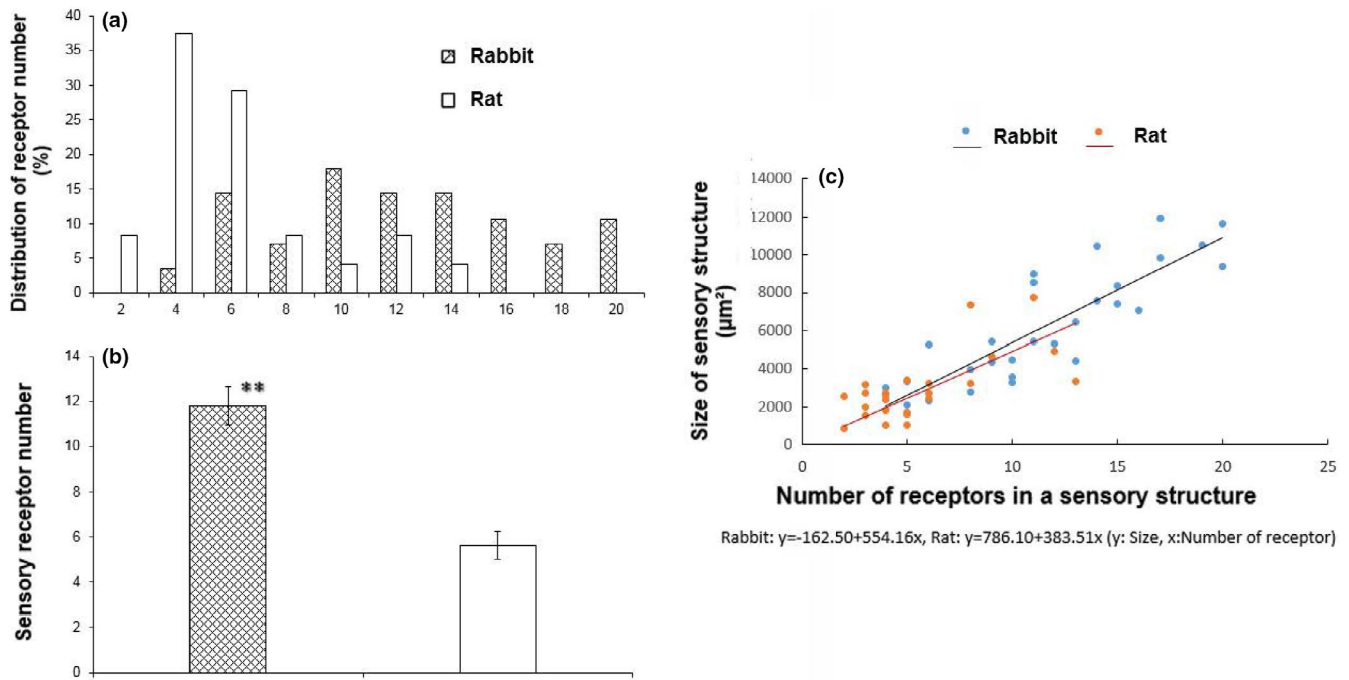 (a)
Distribution of receptor number
(%)
40
35
30
25
20
15
10
5
0
Rabbit
Rat
2 4 6 8 10 12 14 16 18 20
(b)
Sensory receptor number
14
12
10
8
6
4
2
0
**
Rabbit Rat
(c)
Size of sensory structure
(µm²)
14000
12000
10000
8000
6000
4000
2000
0
0 5 10 15 20 25
Number of receptors in a sensory structure
Rabbit: y=-162.50+554.16x, Rat: y=786.10+383.51x (y: Size, x:Number of receptor)